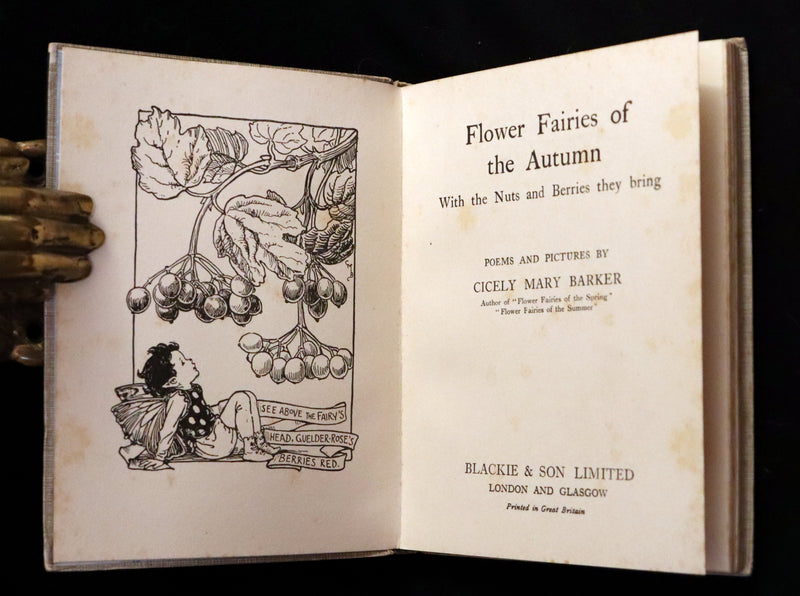 SEE ABOVE THE FAIRY'S
HEAD, GUELDER-ROSE'S
BERRIES RED.
Flower Fairies of
the Autumn
With the Nuts and Berries they bring
POEMS AND PICTURES BY
CICELY MARY BARKER
Author of "Flower Fairies of the Spring"
"Flower Fairies of the Summer"
BLACKIE & SON LIMITED
LONDON AND GLASGOW
Printed in Great Britain